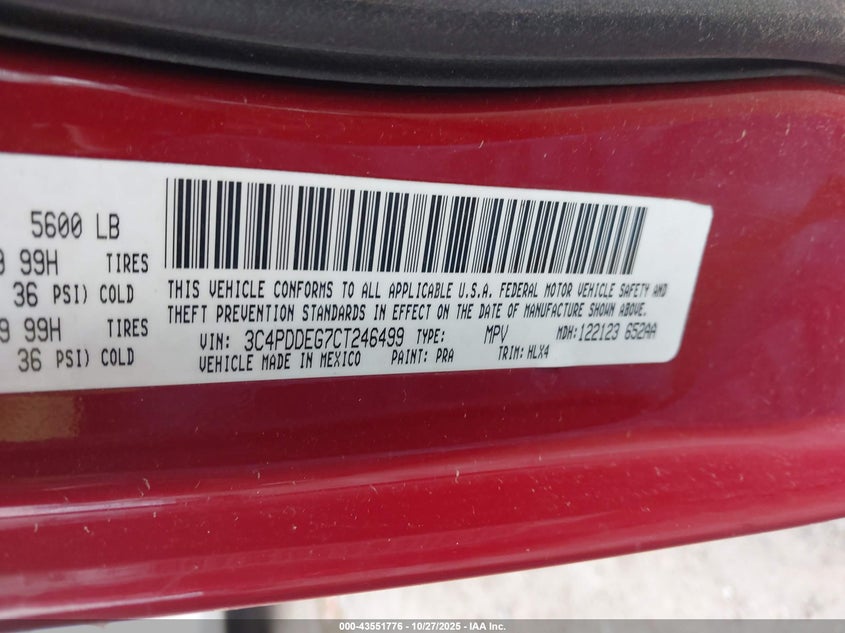 5600 LB
99H TIRES
36 PSI) COLD
99H TIRES
36 PSI) COLD
THIS VEHICLE CONFORMS TO ALL APPLICABLE U.S.A. FEDERAL MOTOR VEHICLE SAFETY AND
THEFT PREVENTION STANDARDS IN EFFECT ON THE DATE OF MANUFACTURE SHOWN ABOVE.
VIN: 3C4PDDEG7CT246499 TYPE: MPV MDH:122123 652AA
VEHICLE MADE IN MEXICO PAINT: PRA TRIM: HLX4
000-43551776 | 10/27/2025 | IAA Inc.